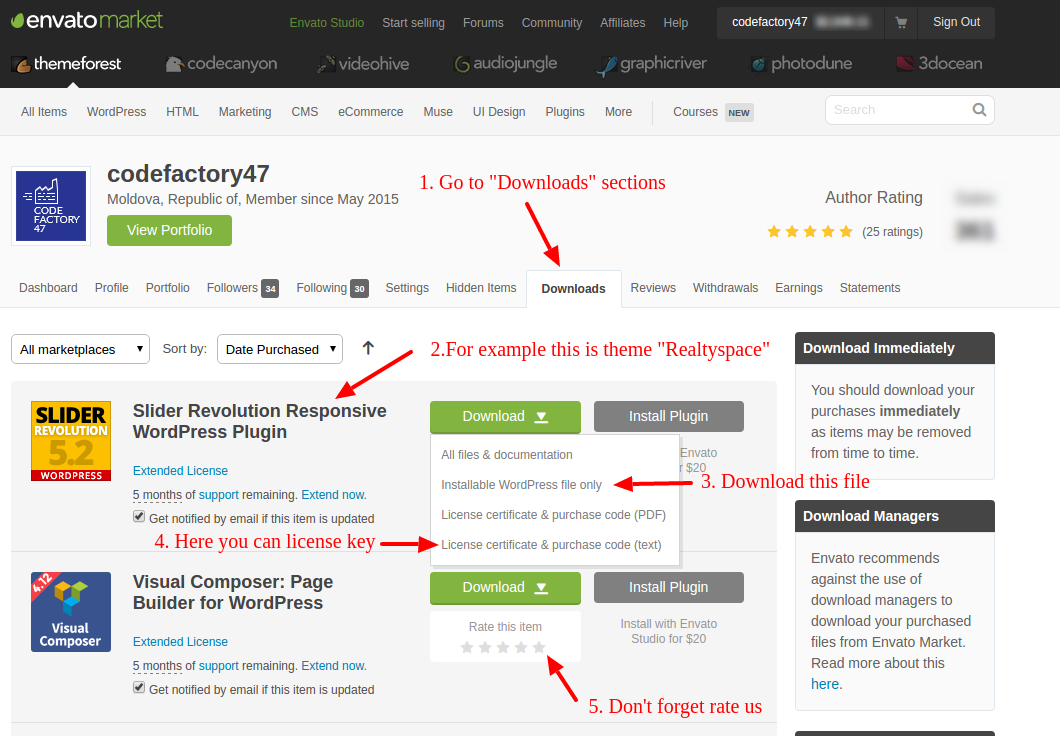 envatomarket
Envato Studio Start selling Forums Community Affiliates Help
codefactory47
Sign Out
themeforest codecanyon videohive audiojungle graphicriver photodune 3docean
All Items WordPress HTML Marketing CMS eCommerce Muse UI Design Plugins More Courses NEW
Search
CODE
FACTORY
47
codefactory47
Moldova, Republic of, Member since May 2015
View Portfolio
1. Go to "Downloads" sections
Author Rating
(25 ratings)
Dashboard Profile Portfolio Followers 34 Following 30 Settings Hidden Items Downloads Reviews Withdrawals Earnings Statements
All marketplaces Sort by: Date Purchased
2.For example this is theme "Realtyspace"
SLIDER
REVOLUTION
5.2
WORDPRESS
Slider Revolution Responsive
WordPress Plugin
Extended License
5 months of support remaining. Extend now.
Get notified by email if this item is updated
Download
Install Plugin
All files & documentation
Installable WordPress file only
License certificate & purchase code (PDF)
License certificate & purchase code (text)
Envato
r $20
3. Download this file
4. Here you can license key
4.12
Visual
Composer
Visual Composer: Page
Builder for WordPress
Extended License
5 months of support remaining. Extend now.
Get notified by email if this item is updated
Download
Install Plugin
Rate this item
Install with Envato
Studio for $20
5. Don't forget rate us
Download Immediately
You should download your
purchases immediately
as items may be removed
from time to time.
Download Managers
Envato recommends
against the use of
download managers to
download your purchased
files from Envato Market.
Read more about this
here.